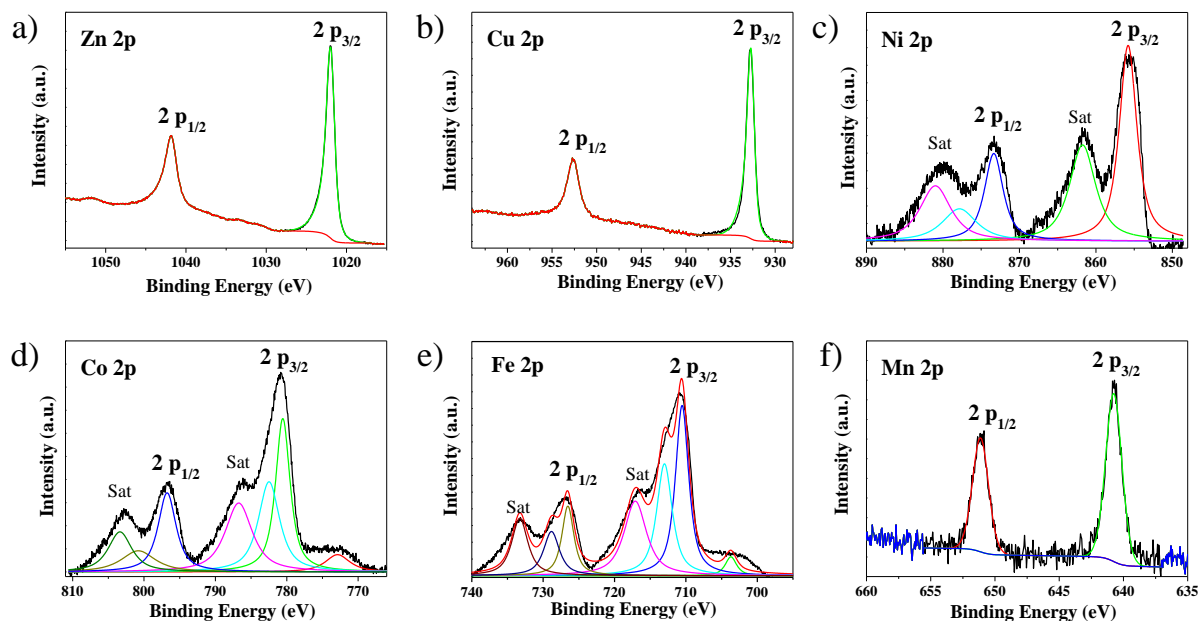 a)
Zn 2p
2 p3/2
2 p1/2
Intensity (a.u.)
1050 1040 1030 1020
Binding Energy (eV)
b)
Cu 2p
2 p3/2
2 p1/2
Intensity (a.u.)
960 955 950 945 940 935 930
Binding Energy (eV)
c)
Ni 2p
2 p3/2
Sat
2 p1/2
Sat
Intensity (a.u.)
890 880 870 860 850
Binding Energy (eV)
d)
Co 2p
2 p3/2
2 p1/2
Sat
Sat
Intensity (a.u.)
810 800 790 780 770
Binding Energy (eV)
e)
Fe 2p
2 p3/2
2 p1/2
Sat
Sat
Intensity (a.u.)
740 730 720 710 700
Binding Energy (eV)
f)
Mn 2p
2 p3/2
2 p1/2
Intensity (a.u.)
660 655 650 645 640 635
Binding Energy (eV)